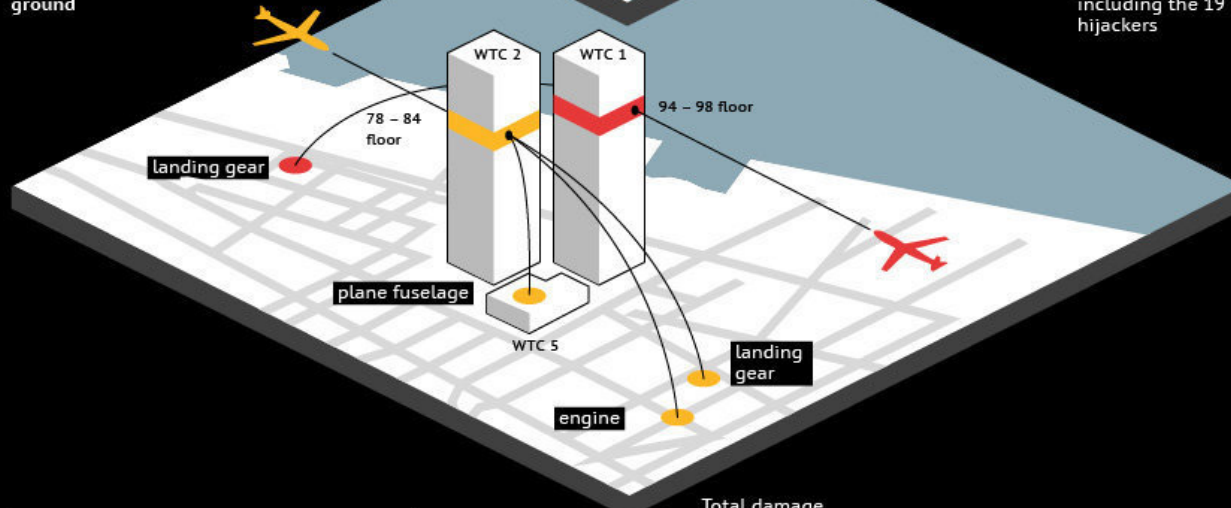 ground
including the 19
hijackers
WTC 2
WTC 1
94 – 98 floor
78 – 84
floor
landing gear
plane fuselage
WTC 5
landing
gear
engine
Total damage